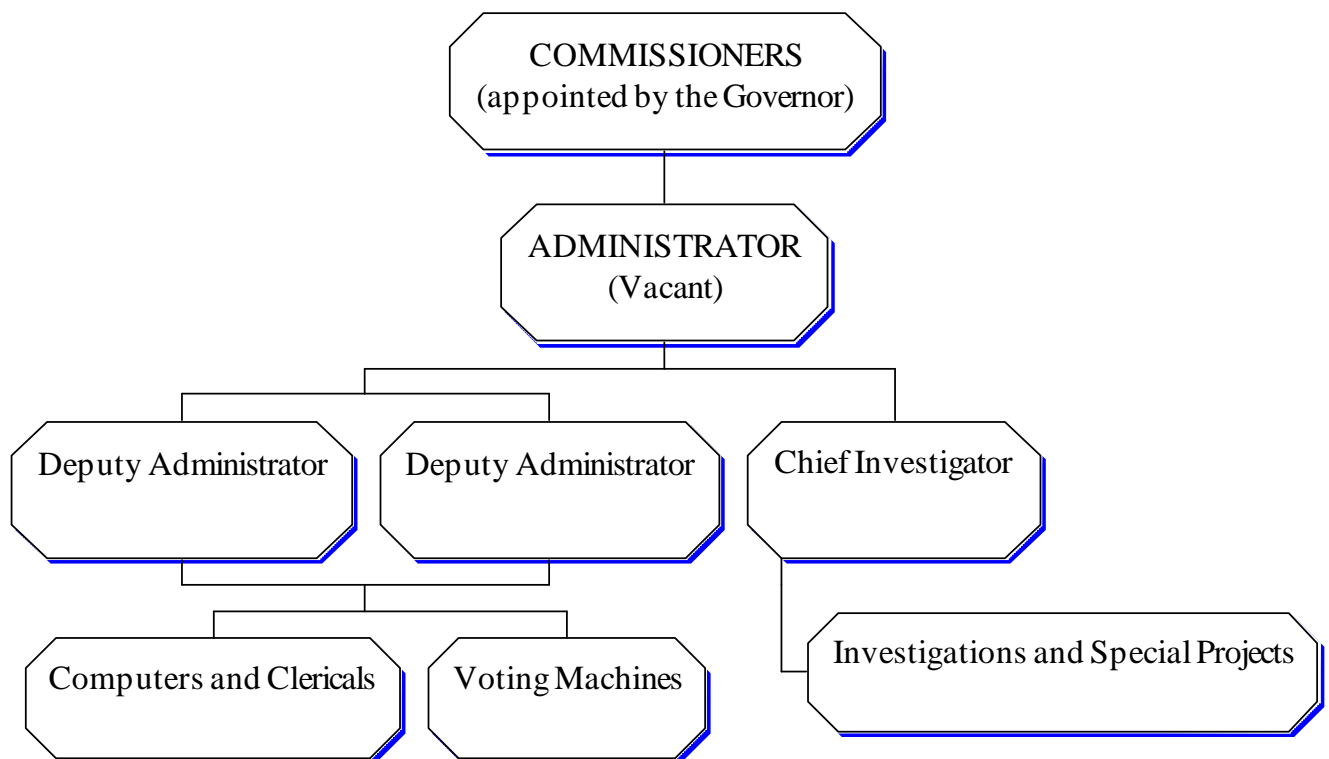 COMMISSIONERS
(appointed by the Governor)
ADMINISTRATOR
(Vacant)
Deputy Administrator
Deputy Administrator
Chief Investigator
Computers and Clericals
Voting Machines
Investigations and Special Projects